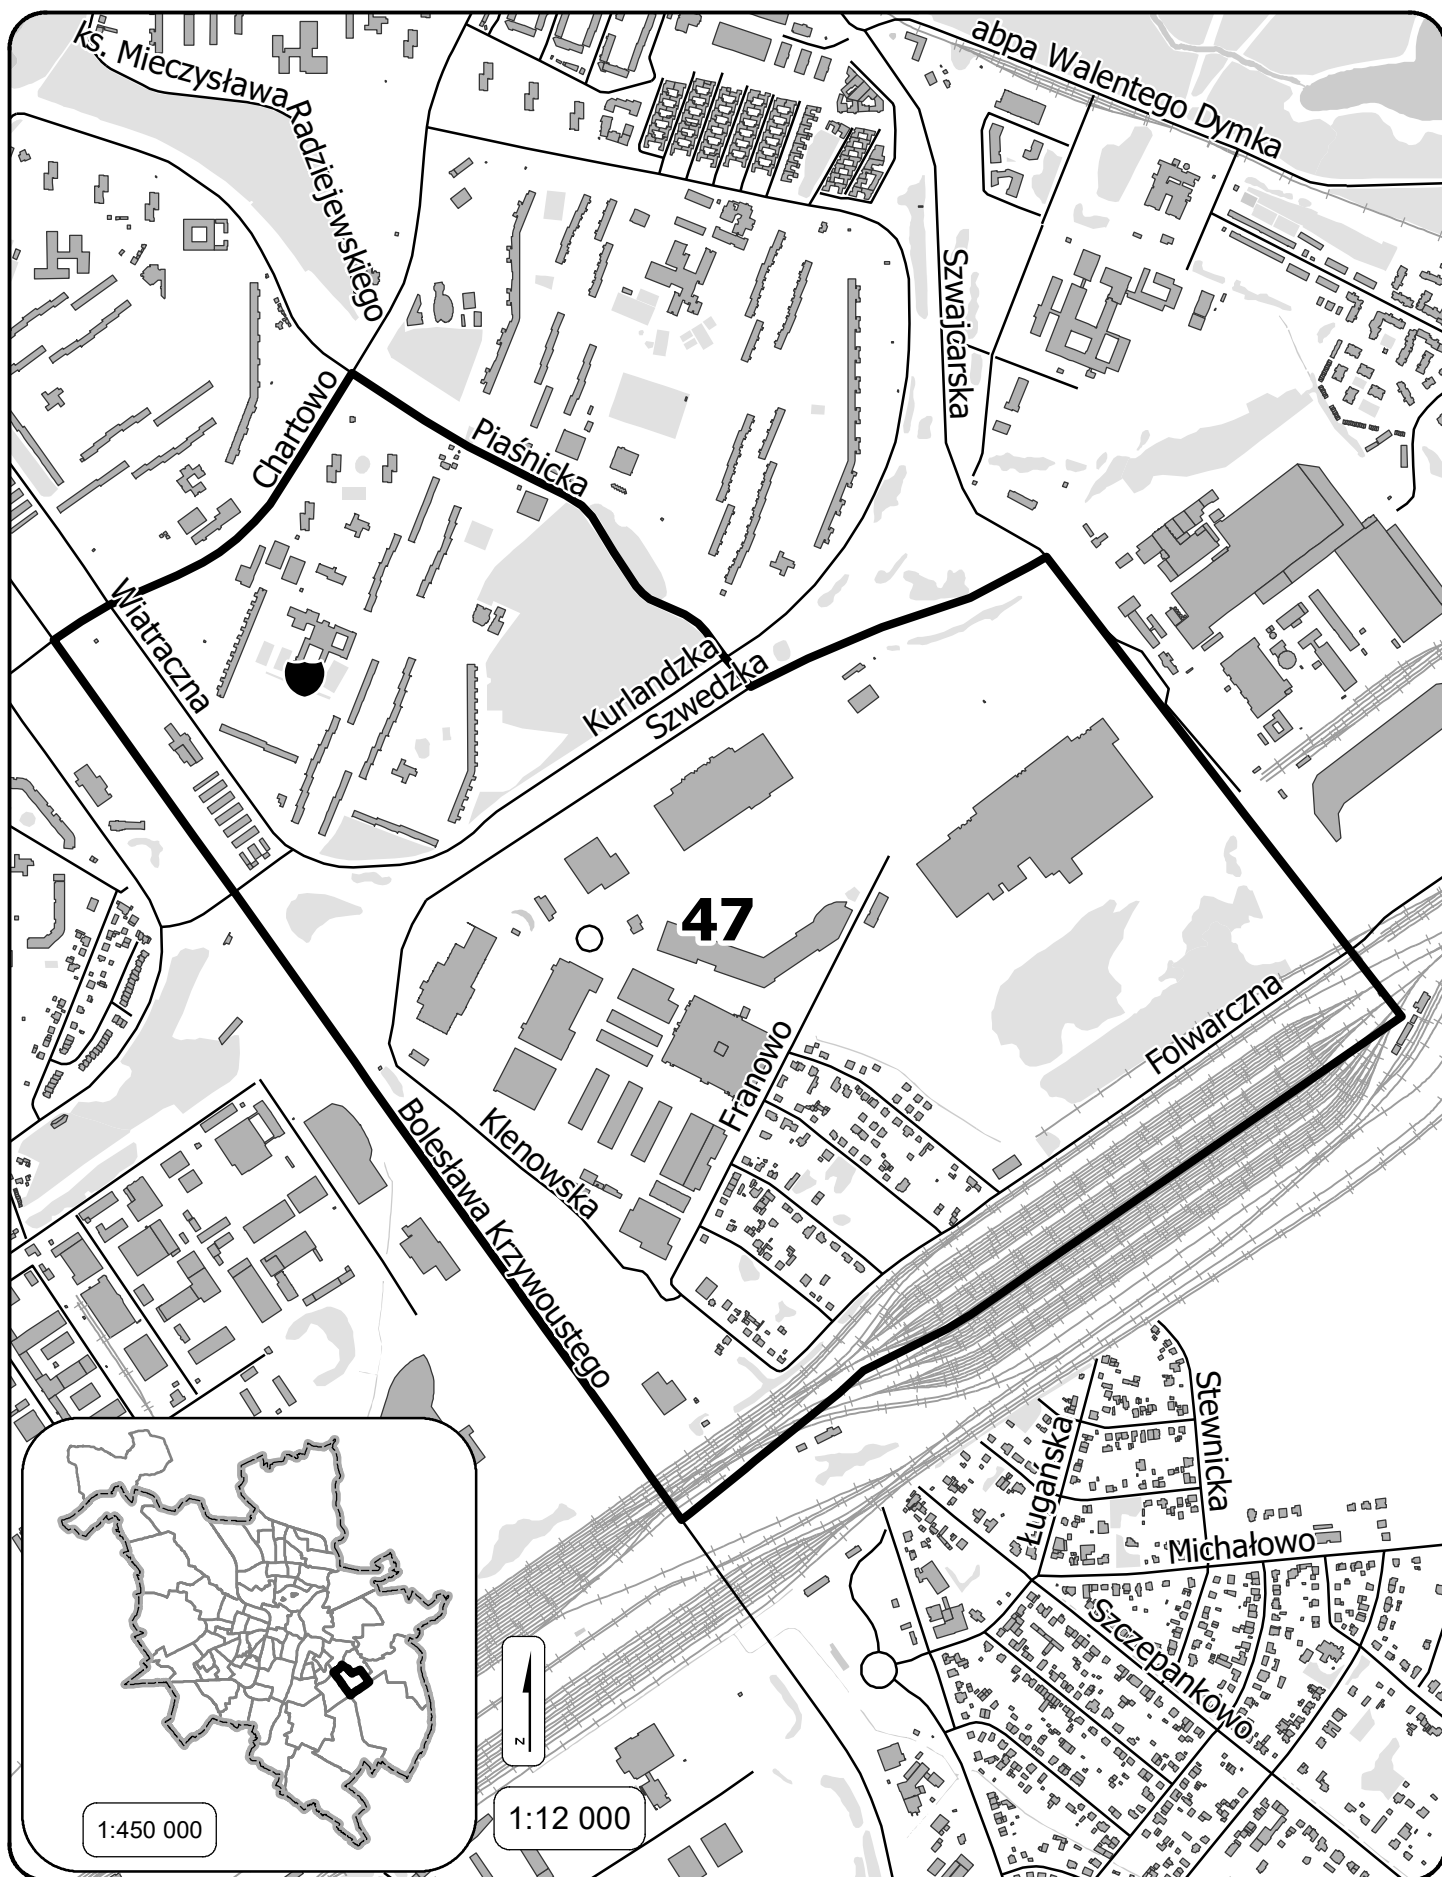 ks. Mieczysława Radziejewskiego
abpa Walentego Dymka
Szwajcarska
Chartowo
Piaśnicka
Wiatraczna
Kurlandzka
Szwedzka
47
Folwarczna
Franowo
Klenowska
Bolesława Krzywoustego
Stewnicka
Ługańska
Michałowo
Szczepankowo
N
1:450 000
1:12 000